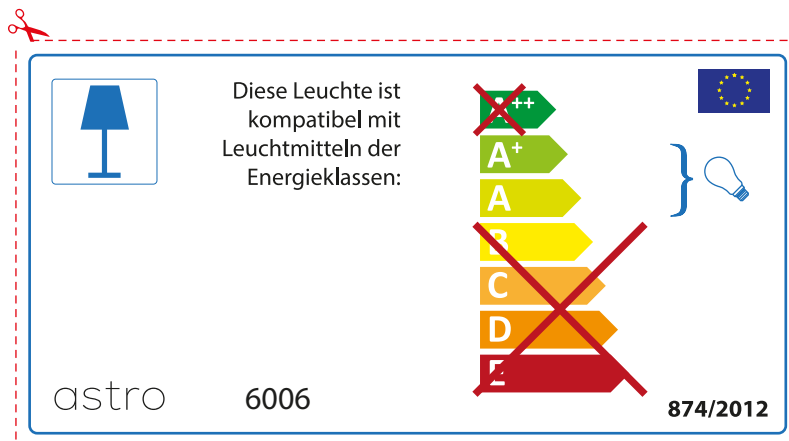 Diese Leuchte ist
kompatibel mit
Leuchtmitteln der
Energieklassen:
A++
A+
A
B
C
D
E
astro
6006
874/2012